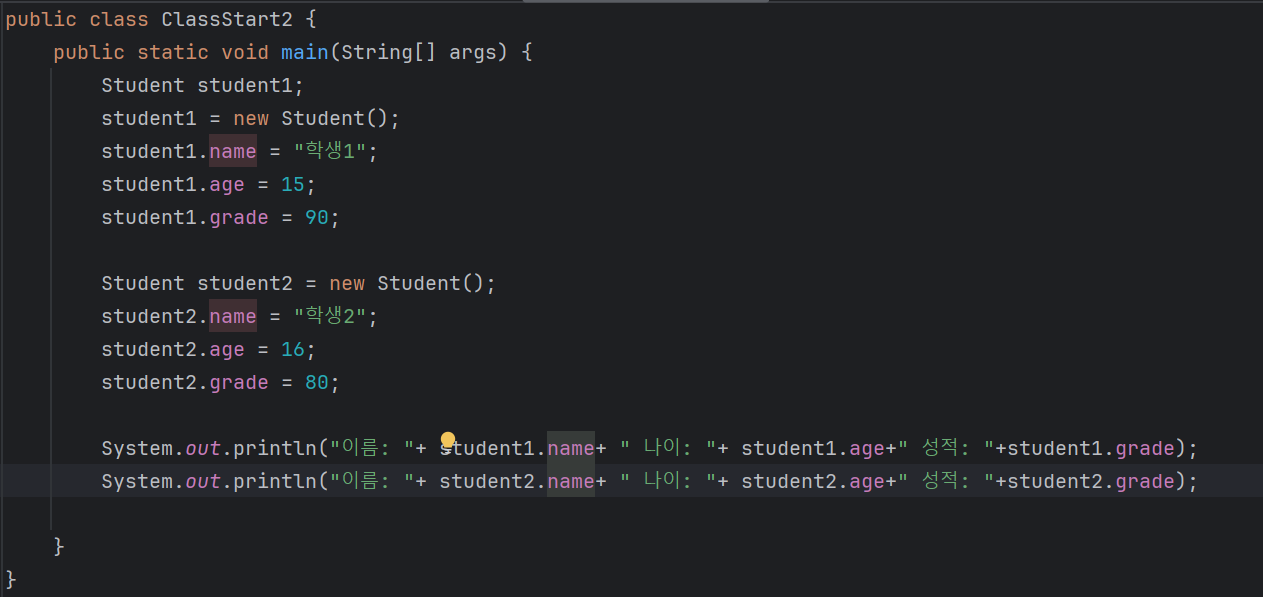 public class ClassStart2 {
    public static void main(String[] args) {
        Student student1;
        student1 = new Student();
        student1.name = "학생1";
        student1.age = 15;
        student1.grade = 90;

        Student student2 = new Student();
        student2.name = "학생2";
        student2.age = 16;
        student2.grade = 80;

        System.out.println("이름: "+ student1.name+ " 나이: "+ student1.age+" 성적: "+student1.grade);
        System.out.println("이름: "+ student2.name+ " 나이: "+ student2.age+" 성적: "+student2.grade);

    }
}